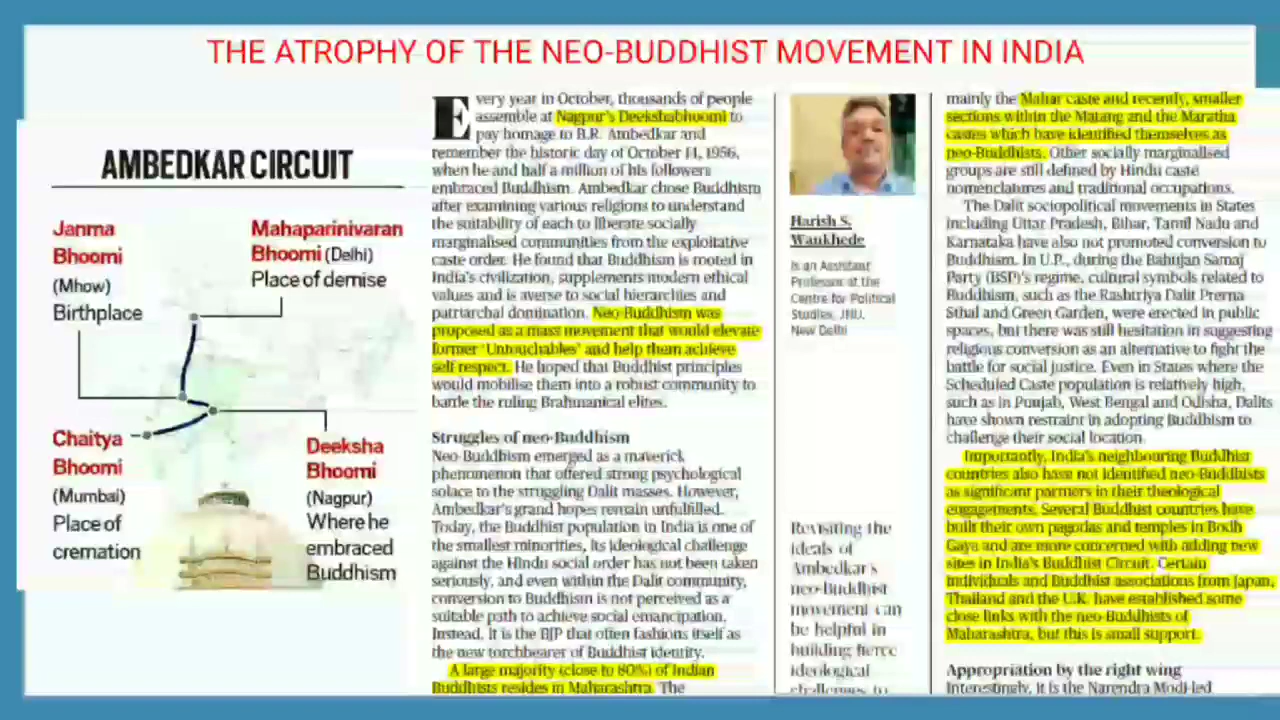 THE ATROPHY OF THE NEO-BUDDHIST MOVEMENT IN INDIA
AMBEDKAR CIRCUIT
Janma
Bhoomi
(Mhow)
Birthplace
Mahaparinivaran
Bhoomi (Delhi)
Place of demise
Chaitya
Bhoomi
(Mumbai)
Place of
cremation
Deeksha
Bhoomi
(Nagpur)
Where he
embraced
Buddhism
Every year in October, thousands of people
assemble at Nagpur's Deekshabhoomi to
pay homage to B.R. Ambedkar and
remember the historic day of October 14, 1956,
when he and half a million of his followers
embraced Buddhism. Ambedkar chose Buddhism
after examining various religions to understand
the suitability of each to liberate socially
marginalised communities from the exploitative
caste order. He found that Buddhism is rooted in
India's civilization, supplements modern ethical
values and is averse to social hierarchies and
patriarchal domination. Neo-Buddhism was
proposed as a mass movement that would elevate
former 'Untouchables' and help them achieve
self-respect. He hoped that Buddhist principles
would mobilise them into a robust community to
battle the ruling Brahmanical elites.
Struggles of neo-Buddhism
Neo-Buddhism emerged as a maverick
phenomenon that offered strong psychological
solace to the struggling Dalit masses. However,
Ambedkar's grand hopes remain unfulfilled.
Today, the Buddhist population in India is one of
the smallest minorities, its ideological challenge
against the Hindu social order has not been taken
seriously, and even within the Dalit community,
conversion to Buddhism is not perceived as a
suitable path to achieve social emancipation.
Instead, it is the BJP that often fashions itself as
the new torchbearer of Buddhist identity.
A large majority (close to 80%) of Indian
Buddhists resides in Maharashtra. The
Harish S.
Wankhede
is an Assistant
Professor at the
Centre for Political
Studies, JNU,
New Delhi
Revisiting the
ideals of
Ambedkar's
neo-Buddhist
movement can
be helpful in
building fierce
ideological
challenges to
mainly the Mahar caste and recently, smaller
sections within the Matang and the Maratha
castes which have identified themselves as
neo-Buddhists. Other socially marginalised
groups are still defined by Hindu caste
nomenclatures and traditional occupations.
The Dalit sociopolitical movements in States
including Uttar Pradesh, Bihar, Tamil Nadu and
Karnataka have also not promoted conversion to
Buddhism. In U.P., during the Bahujan Samaj
Party (BSP)'s regime, cultural symbols related to
Buddhism, such as the Rashtriya Dalit Prerna
Sthal and Green Garden, were erected in public
spaces, but there was still hesitation in suggesting
religious conversion as an alternative to fight the
battle for social justice. Even in States where the
Scheduled Caste population is relatively high,
such as in Punjab, West Bengal and Odisha, Dalits
have shown restraint in adopting Buddhism to
challenge their social location.
Importantly, India's neighbouring Buddhist
countries also have not identified neo-Buddhists
as significant partners in their theological
engagements. Several Buddhist countries have
built their own pagodas and temples in Bodh
Gaya and are more concerned with adding new
sites in India's Buddhist Circuit. Certain
individuals and Buddhist associations from Japan,
Thailand and the U.K. have established some
close links with the neo-Buddhists of
Maharashtra, but this is small support.
Appropriation by the right wing
Interestingly, it is the Narendra Modi-led